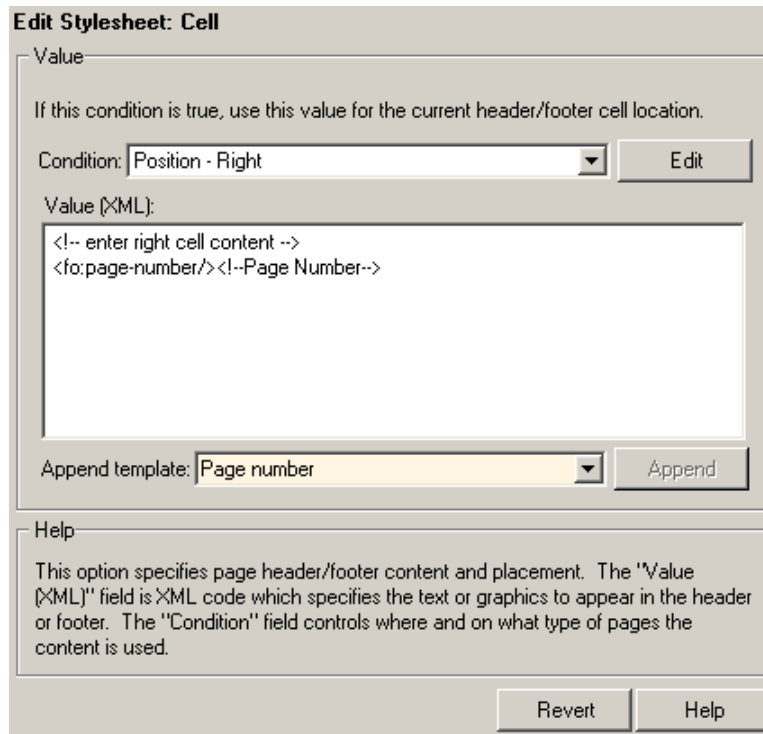 Edit Stylesheet: Cell
Value
If this condition is true, use this value for the current header/footer cell location.
Condition: Position - Right Edit
Value (XML):
<!-- enter right cell content -->
<fo:page-number/><!--Page Number-->
Append template: Page number Append
Help
This option specifies page header/footer content and placement.  The "Value
(XML)" field is XML code which specifies the text or graphics to appear in the header
or footer.  The "Condition" field controls where and on what type of pages the
content is used.
Revert Help